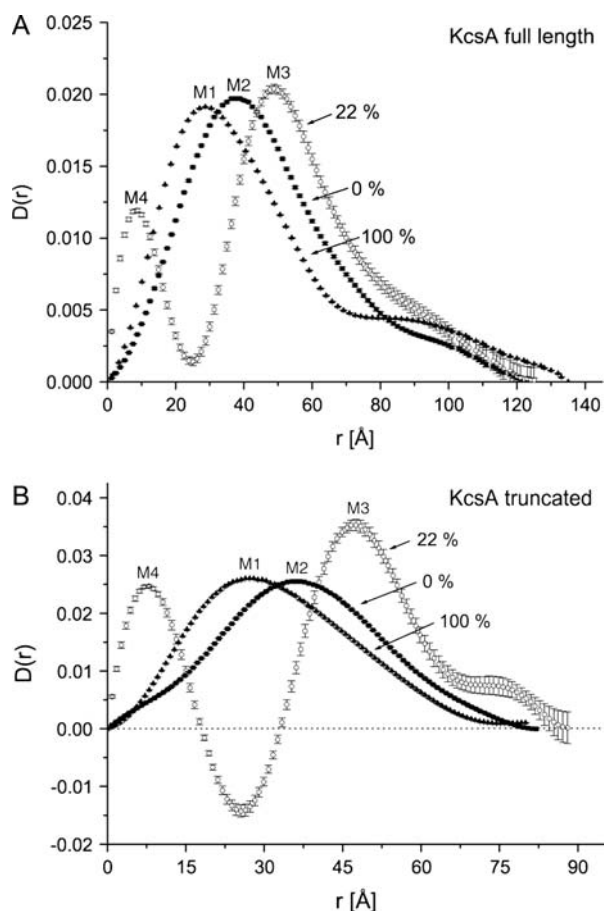 A
KcsA full length
0.025
0.020
0.015
0.010
0.005
0.000
D(r)
M1
M2
M3
M4
22 %
0 %
100 %
0
20
40
60
80
100
120
140
r [Å]
B
KcsA truncated
0.04
0.03
0.02
0.01
0.00
-0.01
-0.02
D(r)
M3
M4
M1
M2
22 %
0 %
100 %
0
15
30
45
60
75
90
r [Å]